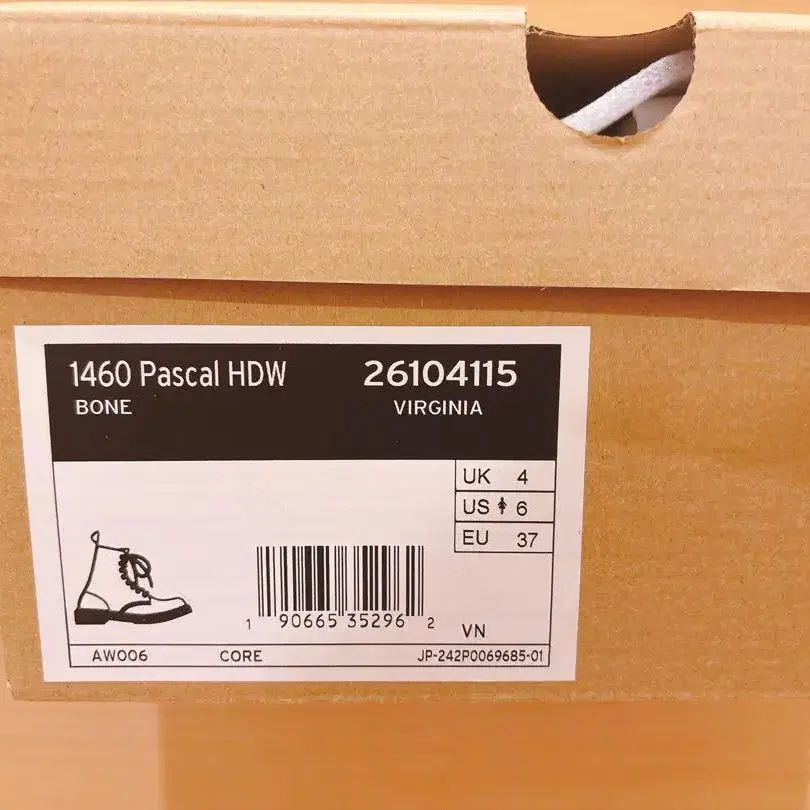 1460 Pascal HDW 26104115
BONE VIRGINIA
UK 4
US 6
EU 37
1 90665 35296 2
VN
AW006 CORE JP-242P0069685-01